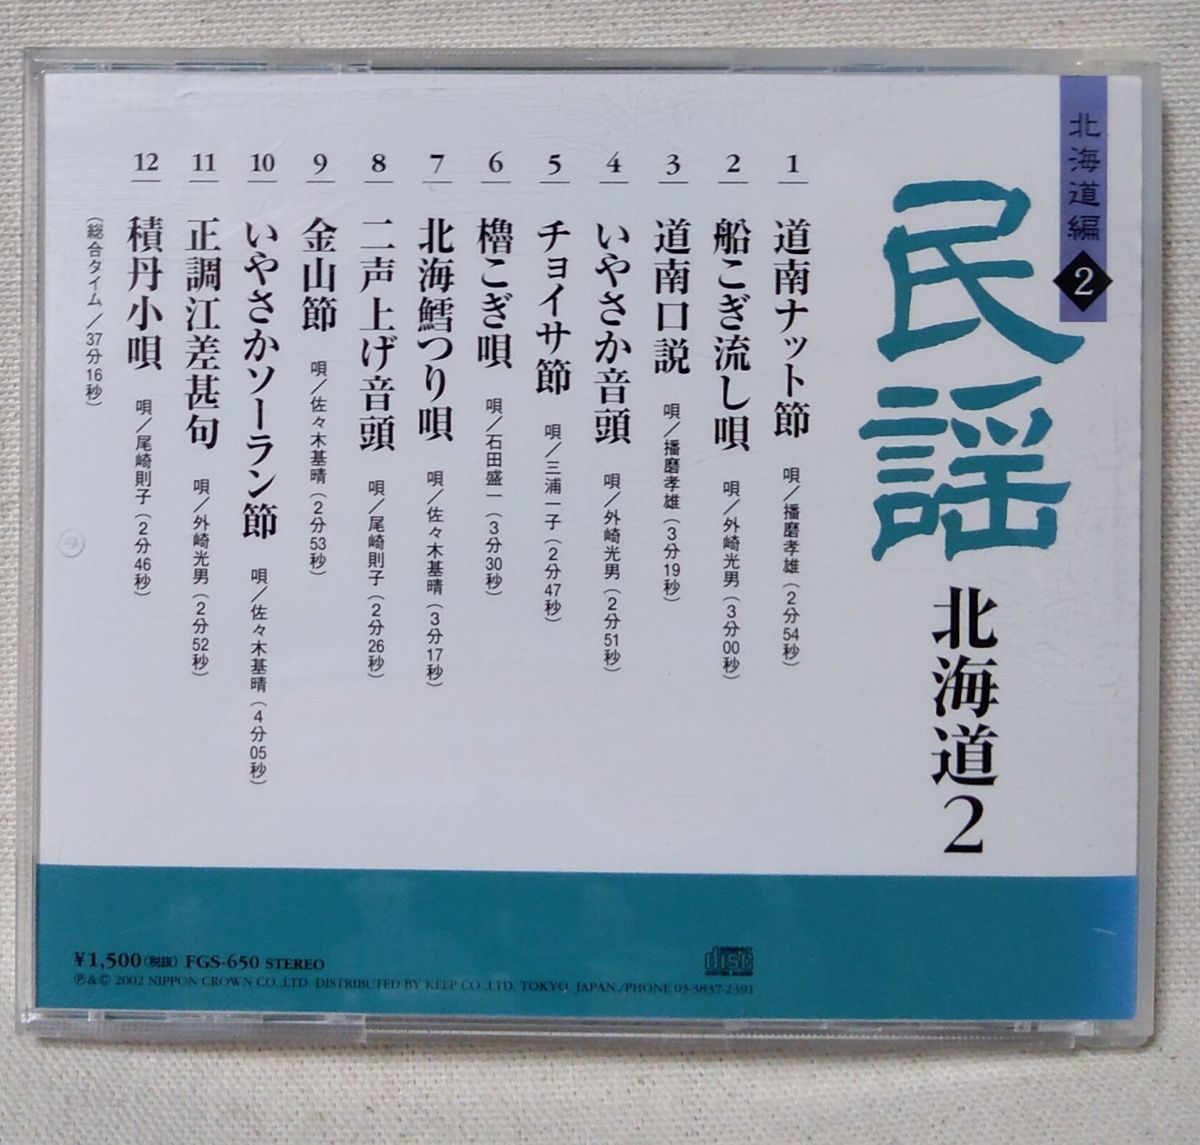 北海道編 2
民謡 北海道2
1 道南ナット節 唄／播磨孝雄（2分54秒）
2 船こぎ流し唄 唄／外崎光男（3分00秒）
3 道南口説 唄／播磨孝雄（3分19秒）
4 いやさか音頭 唄／外崎光男（2分51秒）
5 チョイサ節 唄／三浦一子（2分47秒）
6 櫓こぎ唄 唄／石田盛一（3分30秒）
7 北海鱈つり唄 唄／佐々木基晴（3分17秒）
8 二声上げ音頭 唄／尾崎則子（2分26秒）
9 金山節 唄／佐々木基晴（2分53秒）
10 いやさかソーラン節 唄／佐々木基晴（4分05秒）
11 正調江差甚句 唄／外崎光男（2分52秒）
12 積丹小唄 唄／尾崎則子（2分46秒）
（総合タイム／37分16秒）
¥1,500（税抜） FGS-650 STEREO
COMPACT disc DIGITAL AUDIO
Ⓟ&© 2002 NIPPON CROWN CO.,LTD. DISTRIBUTED BY KEEP CO.,LTD. TOKYO, JAPAN./PHONE 03-3837-2391